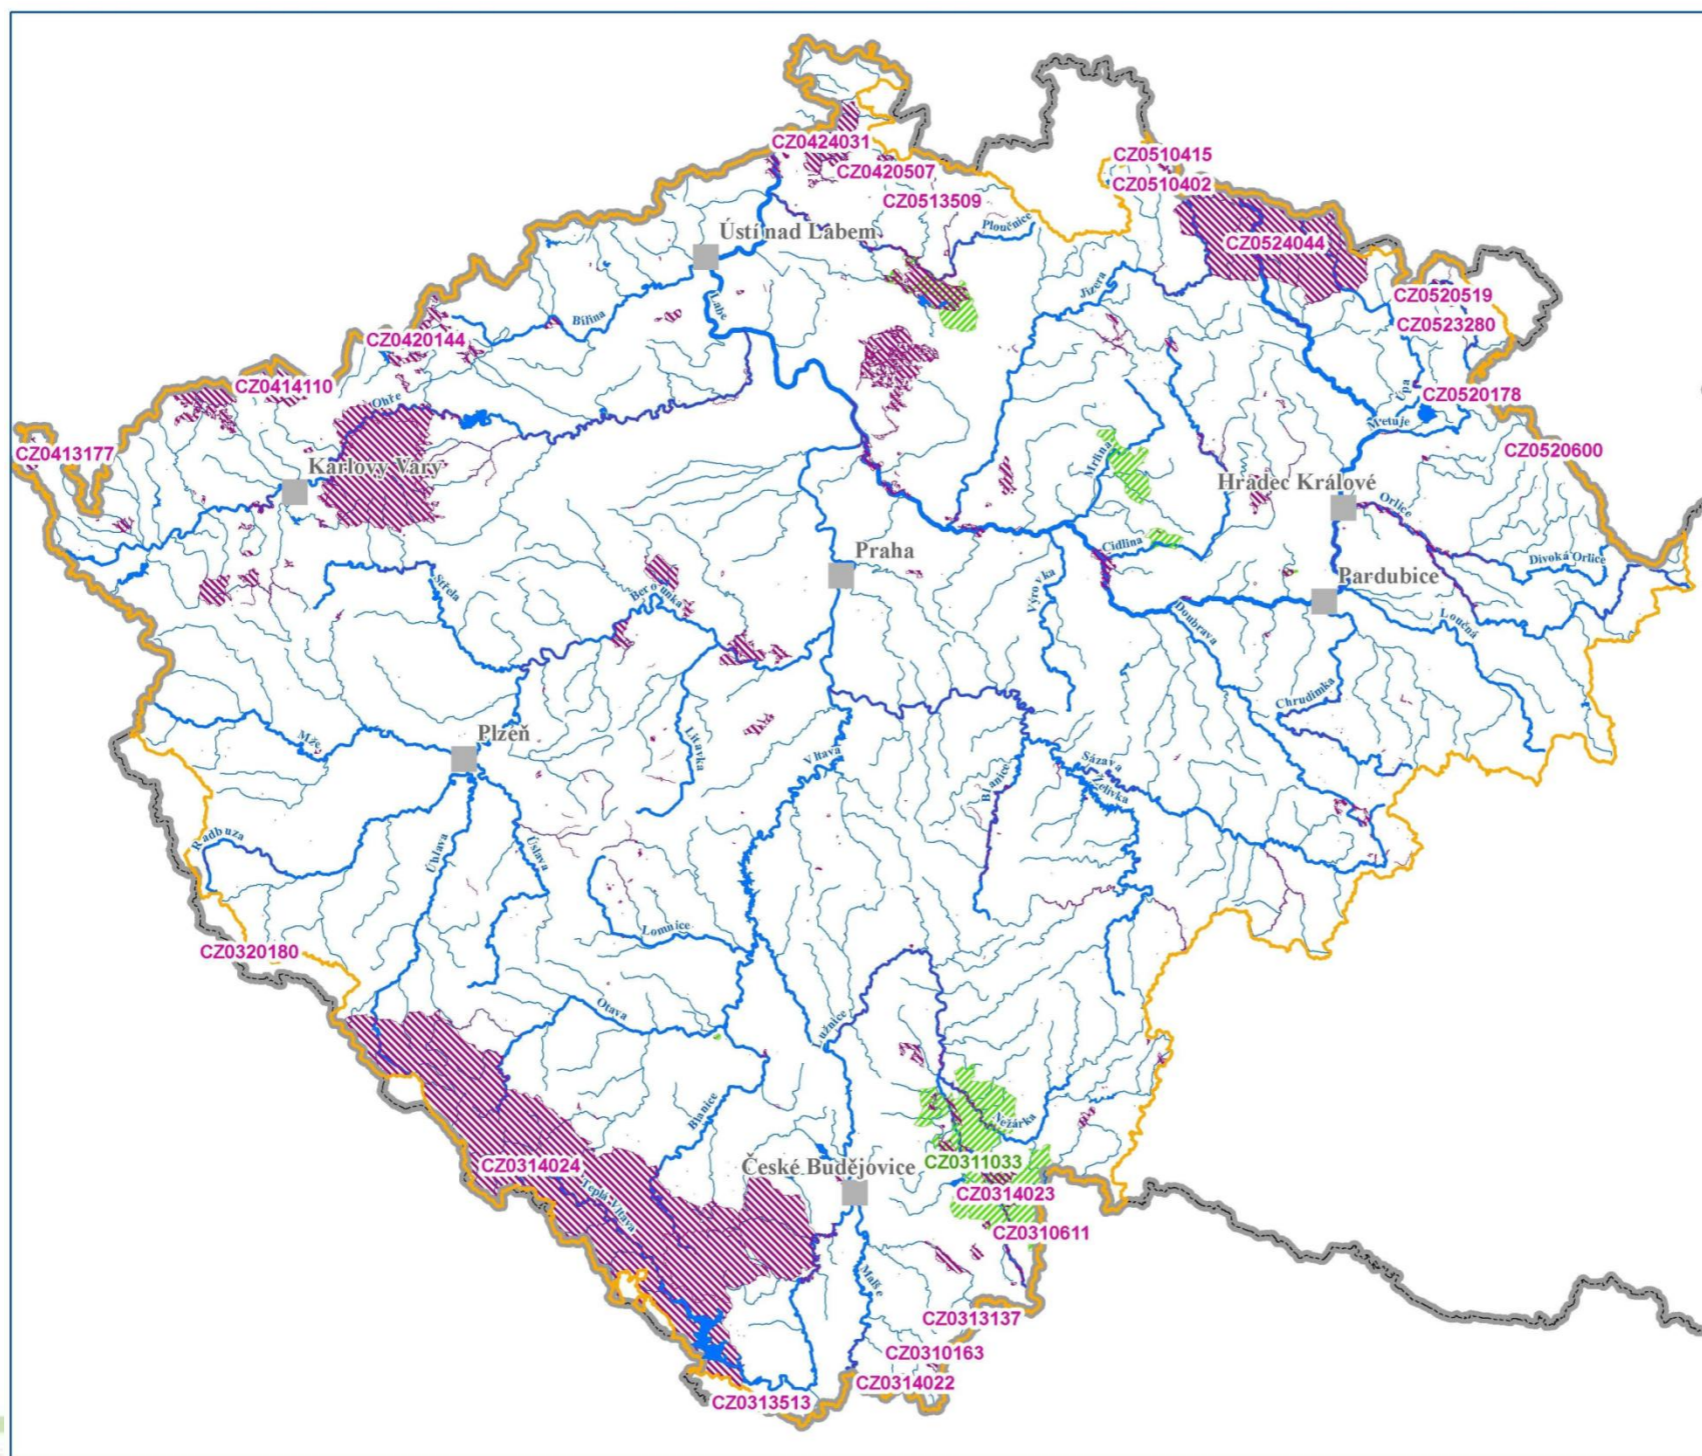 CZ0424031
CZ0420507
CZ0513509
CZ0510415
CZ0510402
Ploučnice
Ústí nad Labem
CZ0524044
Labe
Jizera
CZ0520519
CZ0523280
Bílina
CZ0420144
CZ0414110
Ohře
Úpa
CZ0520178
Metuje
CZ0413177
CZ0520600
Karlovy Vary
Mrlina
Hradec Králové
Orlice
Cidlina
Divoká Orlice
Praha
Pardubice
Střela
Berounka
Výrovka
Doubrava
Loučná
Chrudimka
Mže
Plzeň
Litavka
Vltava
Blanice
Sázava
Želivka
Radbuza
Úhlava
Úslava
Lomnice
CZ0320180
Otava
Lužnice
Blanice
Nežárka
CZ0314024
České Budějovice
CZ0311033
Teplá Vltava
CZ0314023
CZ0310611
Malše
CZ0313137
CZ0310163
CZ0314022
CZ0313513